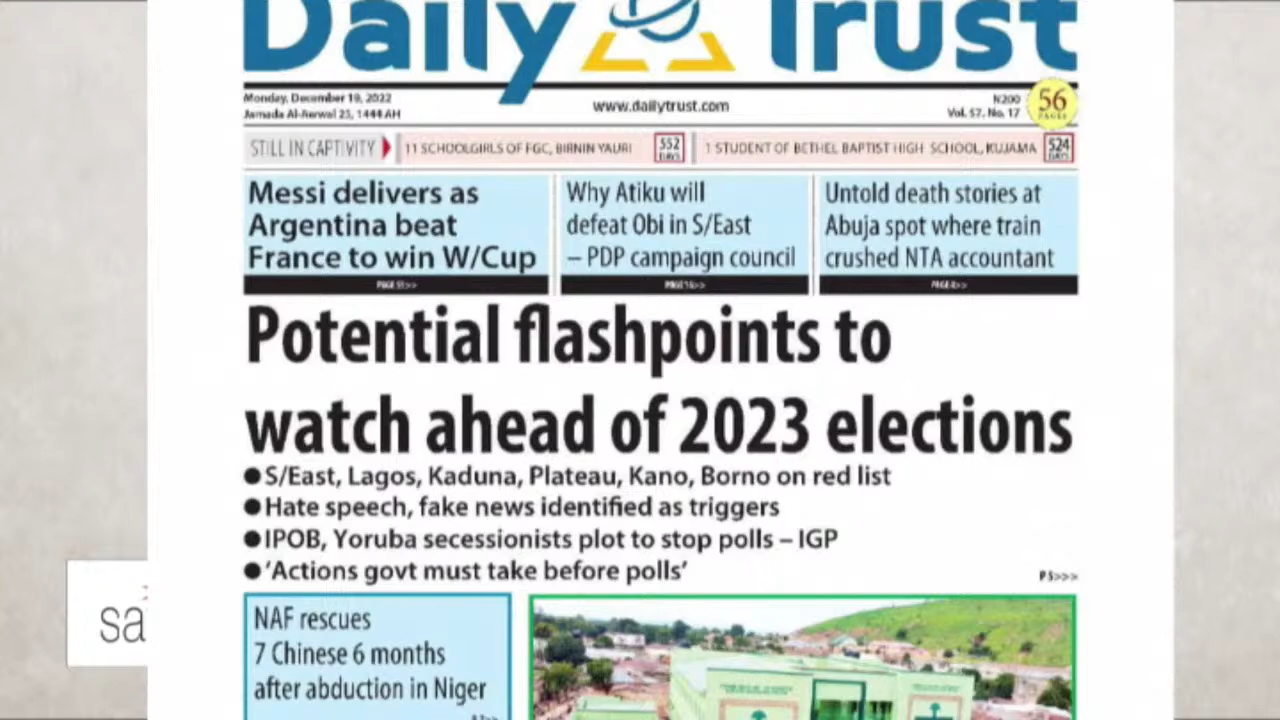 Daily Trust
Monday, December 19, 2022
Jamada Al-Aowal 25, 1444 AH
www.dailytrust.com
N200
Vol. 57. No. 17
56
PAGES
STILL IN CAPTIVITY
11 SCHOOLGIRLS OF FGC, BIRNIN YAURI
552
DAYS
1 STUDENT OF BETHEL BAPTIST HIGH SCHOOL, KUJAMA
524
DAYS
Messi delivers as
Argentina beat
France to win W/Cup
Why Atiku will
defeat Obi in S/East
– PDP campaign council
Untold death stories at
Abuja spot where train
crushed NTA accountant
Potential flashpoints to
watch ahead of 2023 elections
●S/East, Lagos, Kaduna, Plateau, Kano, Borno on red list
●Hate speech, fake news identified as triggers
●IPOB, Yoruba secessionists plot to stop polls – IGP
●'Actions govt must take before polls'
P5>>>
NAF rescues
7 Chinese 6 months
after abduction in Niger
sa